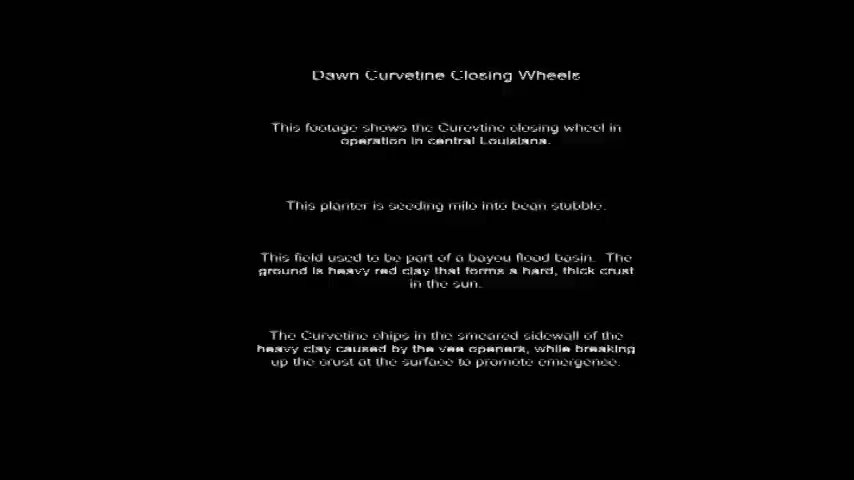 Dawn Curvetine Closing Wheels
This footage shows the Curevtine closing wheel in
operation in central Louisiana.
This planter is seeding milo into bean stubble.
This field used to be part of a bayou flood basin. The
ground is heavy red clay that forms a hard, thick crust
in the sun.
The Curvetine chips in the smeared sidewall of the
heavy clay caused by the vee openers, while breaking
up the crust at the surface to promote emergence.